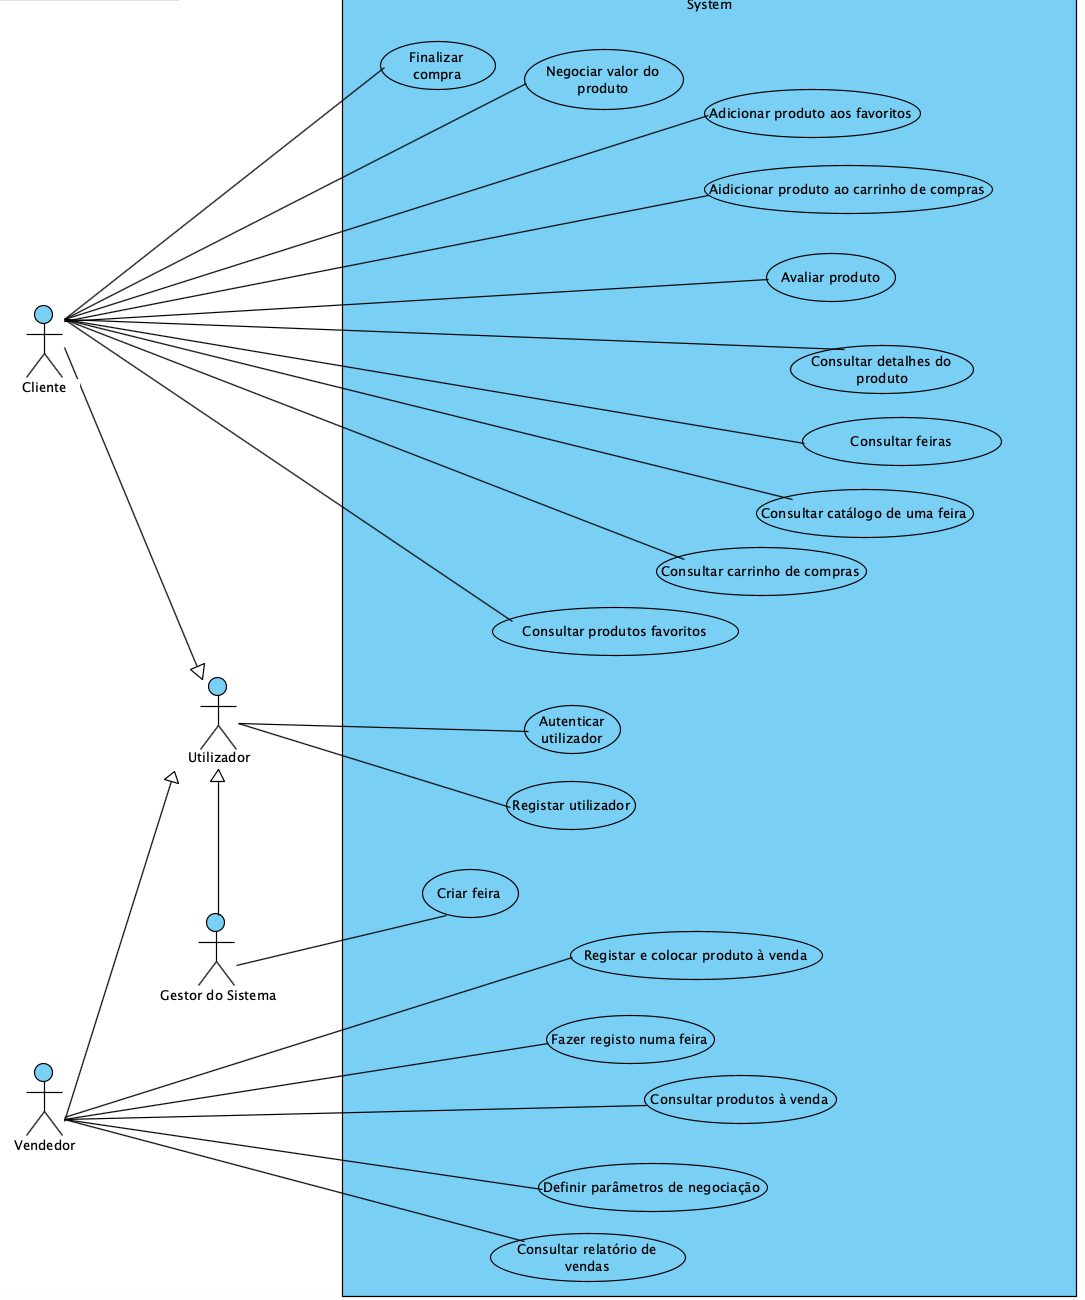 System
Finalizar
compra
Negociar valor do
produto
Adicionar produto aos favoritos
Aidicionar produto ao carrinho de compras
Avaliar produto
Consultar detalhes do
produto
Cliente
Consultar feiras
Consultar catálogo de uma feira
Consultar carrinho de compras
Consultar produtos favoritos
Autenticar
utilizador
Utilizador
Registar utilizador
Criar feira
Registar e colocar produto à venda
Gestor do Sistema
Fazer registo numa feira
Consultar produtos à venda
Vendedor
Definir parâmetros de negociação
Consultar relatório de
vendas